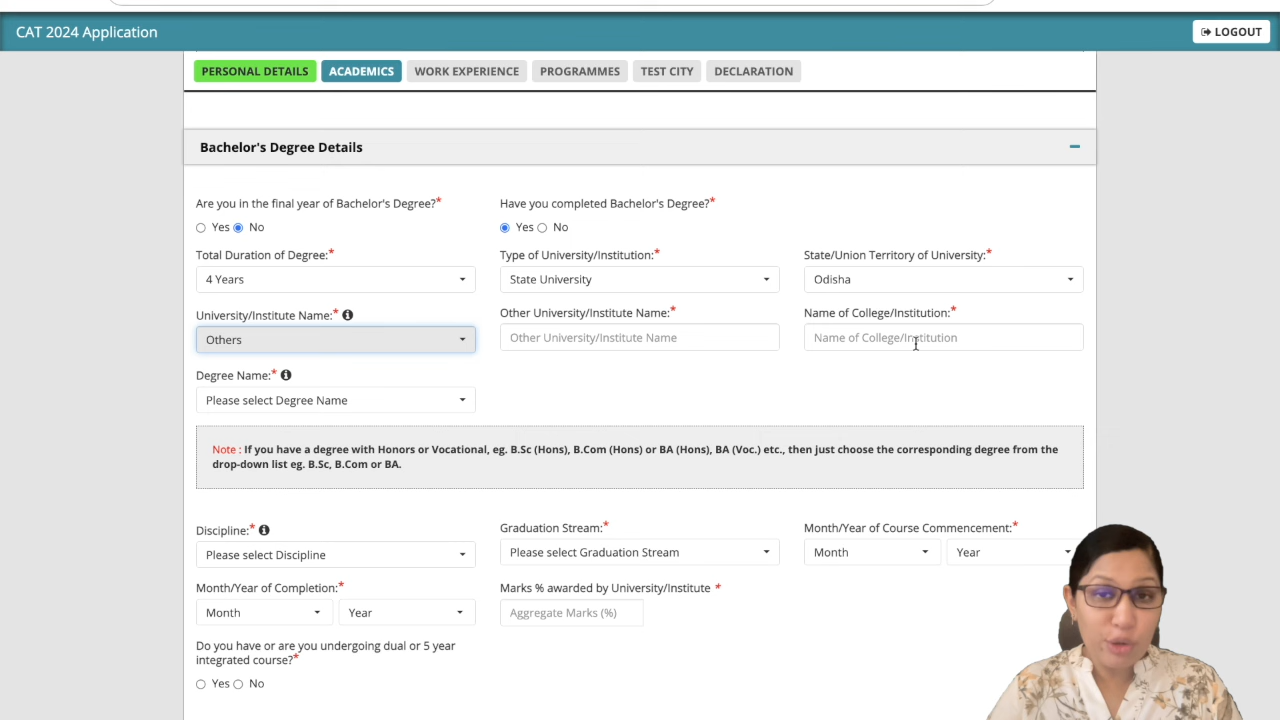 CAT 2024 Application
LOGOUT
PERSONAL DETAILS
ACADEMICS
WORK EXPERIENCE
PROGRAMMES
TEST CITY
DECLARATION
Bachelor's Degree Details
Are you in the final year of Bachelor's Degree?*
Have you completed Bachelor's Degree?*
Yes No
Yes No
Total Duration of Degree:*
Type of University/Institution:*
State/Union Territory of University:*
4 Years
State University
Odisha
University/Institute Name:*
Other University/Institute Name:*
Name of College/Institution:*
Others
Other University/Institute Name
Name of College/Institution
Degree Name:*
Please select Degree Name
Note : If you have a degree with Honors or Vocational, eg. B.Sc (Hons), B.Com (Hons) or BA (Hons), BA (Voc.) etc., then just choose the corresponding degree from the
drop-down list eg. B.Sc, B.Com or BA.
Discipline:*
Graduation Stream:*
Month/Year of Course Commencement:*
Please select Discipline
Please select Graduation Stream
Month
Year
Month/Year of Completion:*
Marks % awarded by University/Institute *
Month
Year
Aggregate Marks (%)
Do you have or are you undergoing dual or 5 year
integrated course?*
Yes No